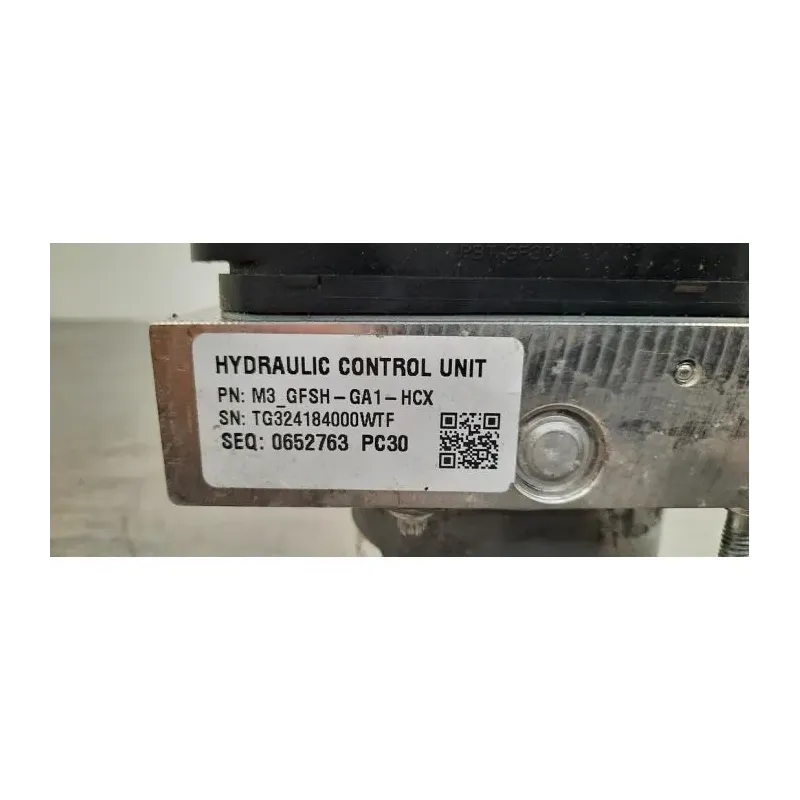 HYDRAULIC CONTROL UNIT
PN: M3_GFSH-GA1-HCX
SN: TG324184000WTF
SEQ: 0652763 PC30